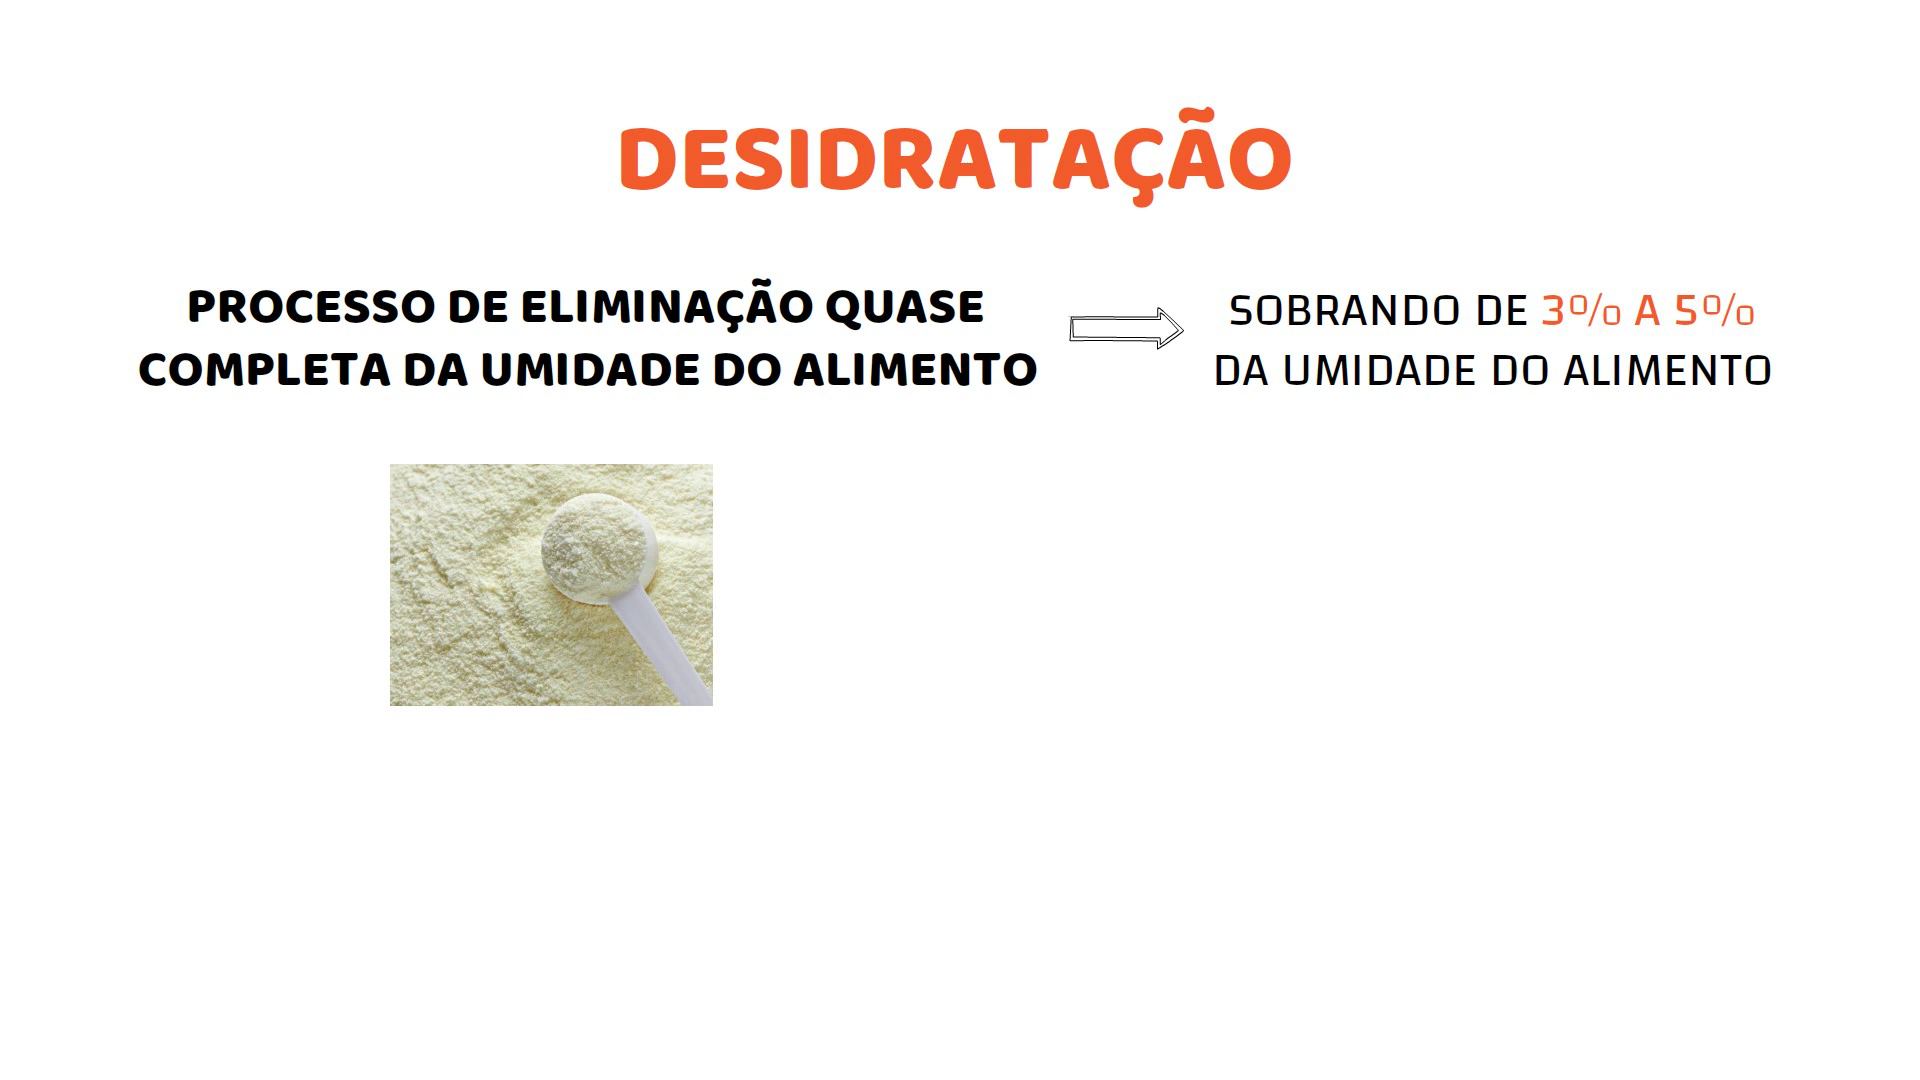 DESIDRATAÇÃO
PROCESSO DE ELIMINAÇÃO QUASE
COMPLETA DA UMIDADE DO ALIMENTO
SOBRANDO DE 3% A 5%
DA UMIDADE DO ALIMENTO